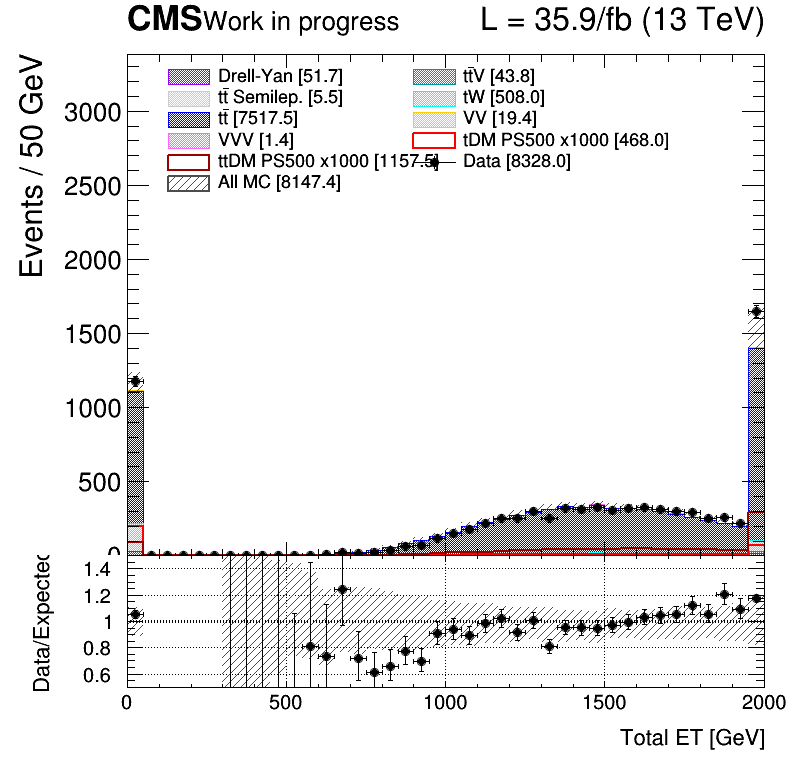 CMS Work in progress L = 35.9/fb (13 TeV)
Drell-Yan [51.7] tt̄V [43.8]
tt̄ Semilep. [5.5] tW [508.0]
tt̄ [7517.5] VV [19.4]
VVV [1.4] tDM PS500 x1000 [468.0]
ttDM PS500 x1000 [1157.5] Data [8328.0]
All MC [8147.4]
Events / 50 GeV
3000
2500
2000
1500
1000
500
0
Data/Expected
1.4
1.2
1
0.8
0.6
0 500 1000 1500 2000
Total ET [GeV]